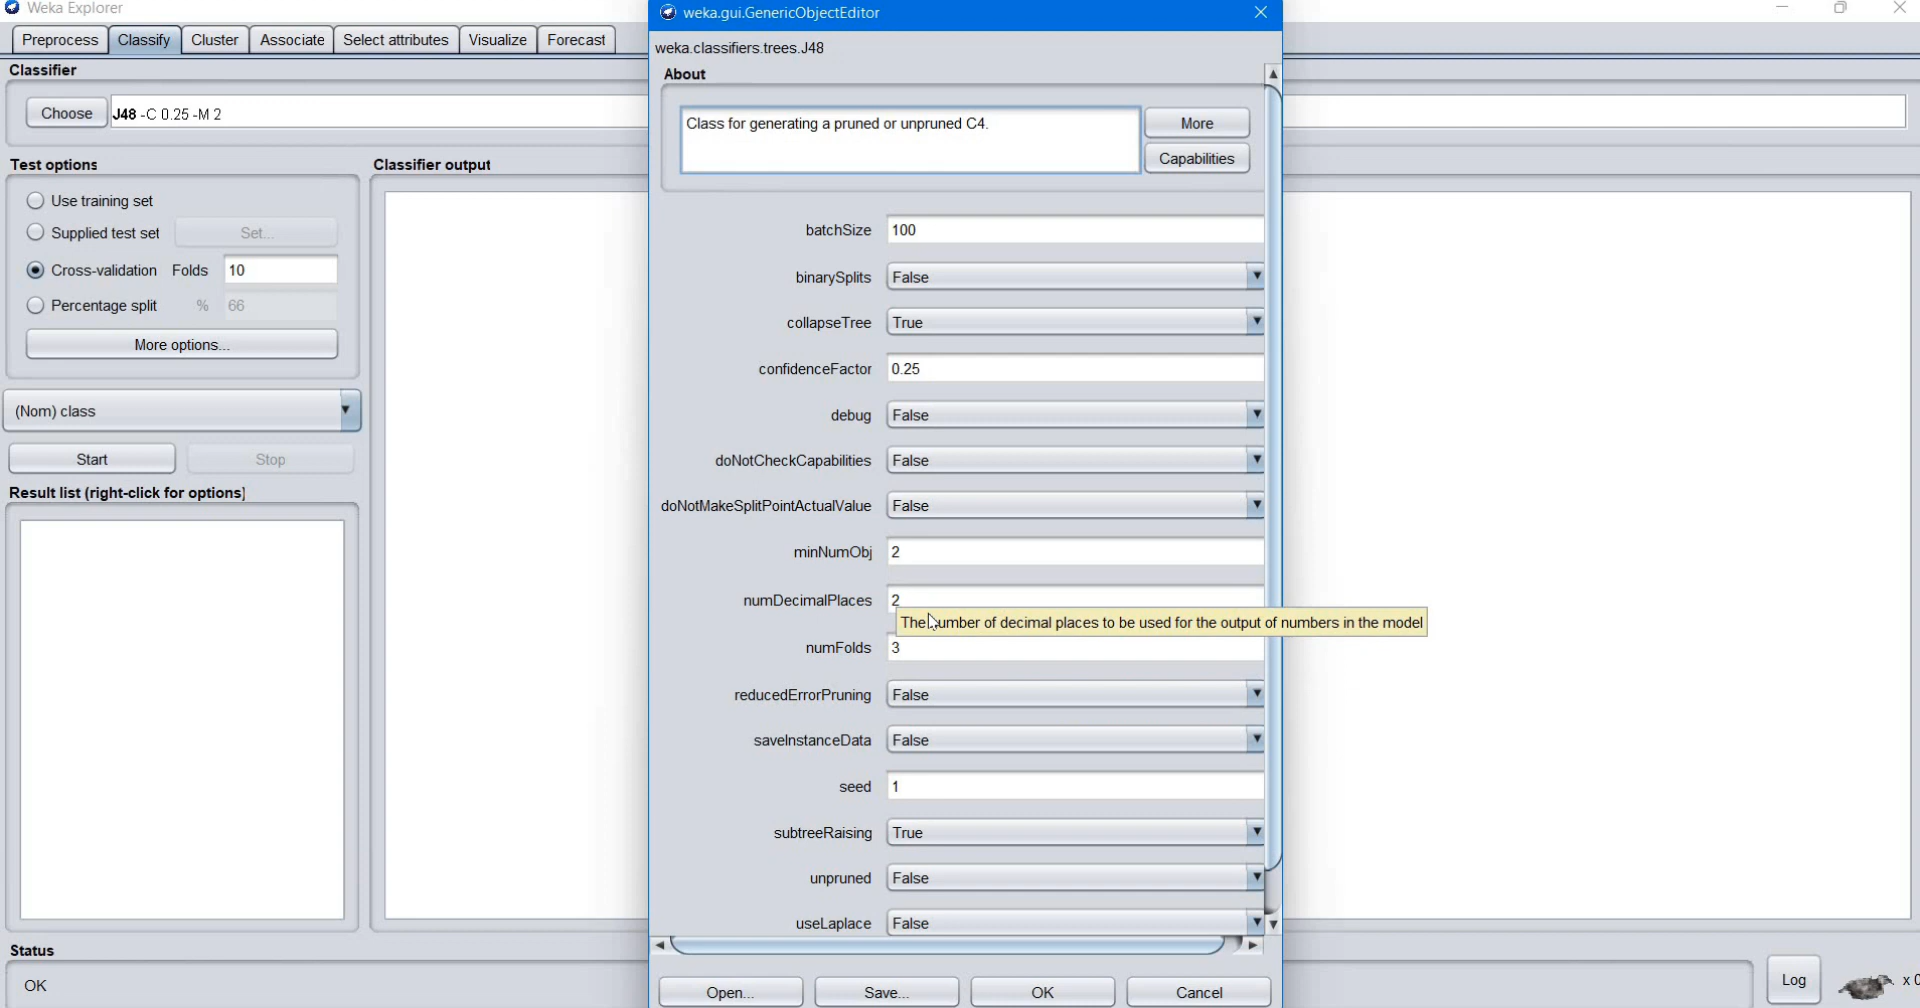 Weka Explorer
Preprocess Classify Cluster Associate Select attributes Visualize Forecast
Classifier
Choose J48 -C 0.25 -M 2
Test options
Use training set
Supplied test set Set...
Cross-validation Folds 10
Percentage split % 66
More options...
(Nom) class
Start Stop
Result list (right-click for options)
Status
OK
Classifier output
weka.gui.GenericObjectEditor
weka.classifiers.trees.J48
About
Class for generating a pruned or unpruned C4.
More
Capabilities
batchSize 100
binarySplits False
collapseTree True
confidenceFactor 0.25
debug False
doNotCheckCapabilities False
doNotMakeSplitPointActualValue False
minNumObj 2
numDecimalPlaces 2
The number of decimal places to be used for the output of numbers in the model
numFolds 3
reducedErrorPruning False
saveInstanceData False
seed 1
subtreeRaising True
unpruned False
useLaplace False
Open... Save... OK Cancel
Log x 0